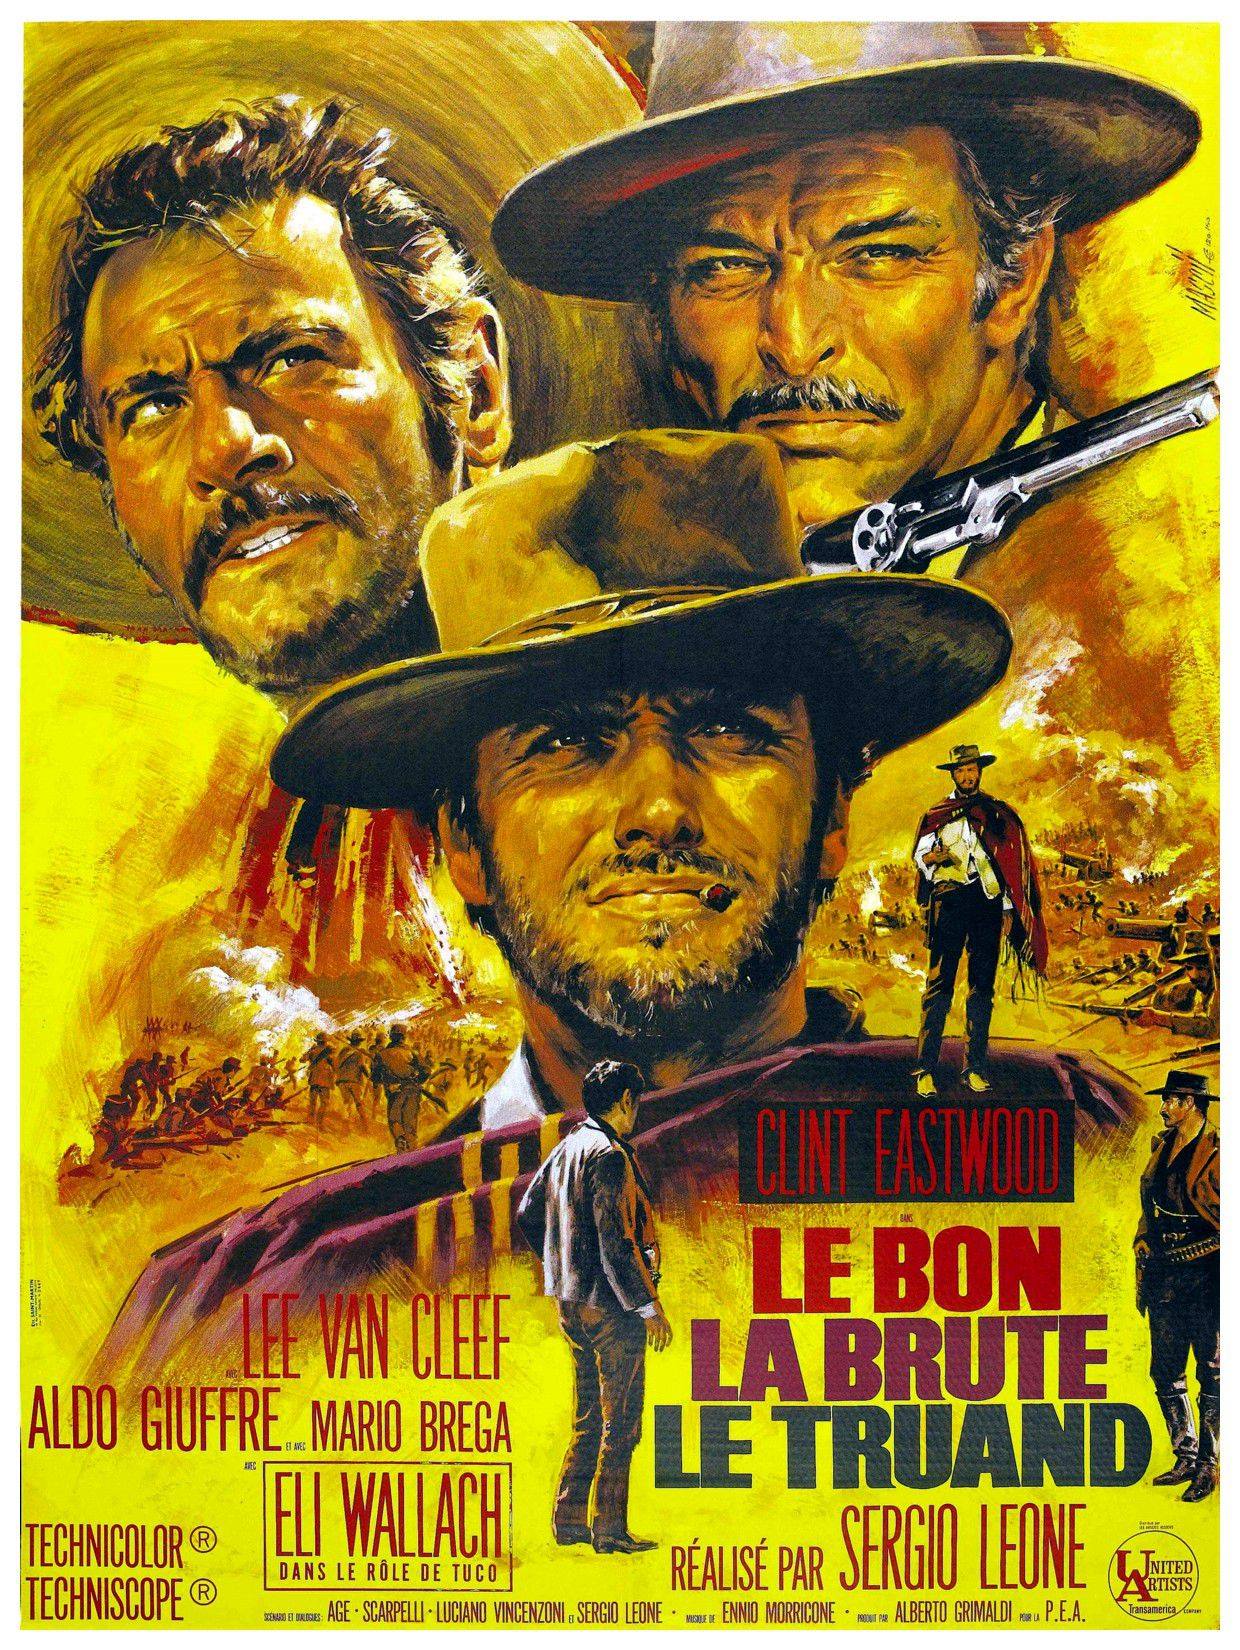 MASCII
CLINT EASTWOOD
DANS
LE BON
LA BRUTE
LE TRUAND
AVEC LEE VAN CLEEF
ALDO GIUFFRE ET AVEC MARIO BREGA
AVEC
ELI WALLACH
DANS LE RÔLE DE TUCO
TECHNICOLOR ®
TECHNISCOPE ®
RÉALISÉ PAR SERGIO LEONE
SCÉNARIO ET DIALOGUES: AGE · SCARPELLI · LUCIANO VINCENZONI ET SERGIO LEONE · MUSIQUE DE ENNIO MORRICONE · PRODUIT PAR ALBERTO GRIMALDI POUR LA P.E.A.
UNITED
ARTISTS
Transamerica
COMPANY